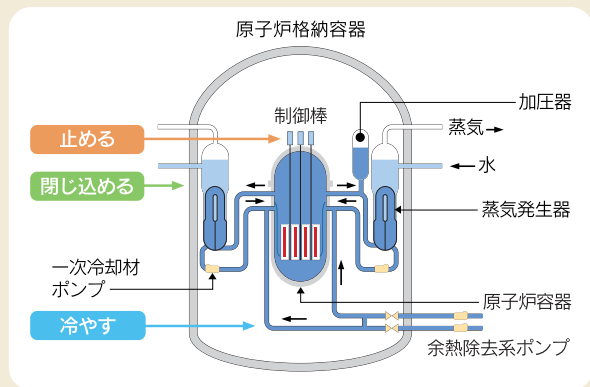 原子炉格納容器
加圧器
制御棒
蒸気
止める
水
閉じ込める
蒸気発生器
一次冷却材
ポンプ
原子炉容器
冷やす
余熱除去系ポンプ